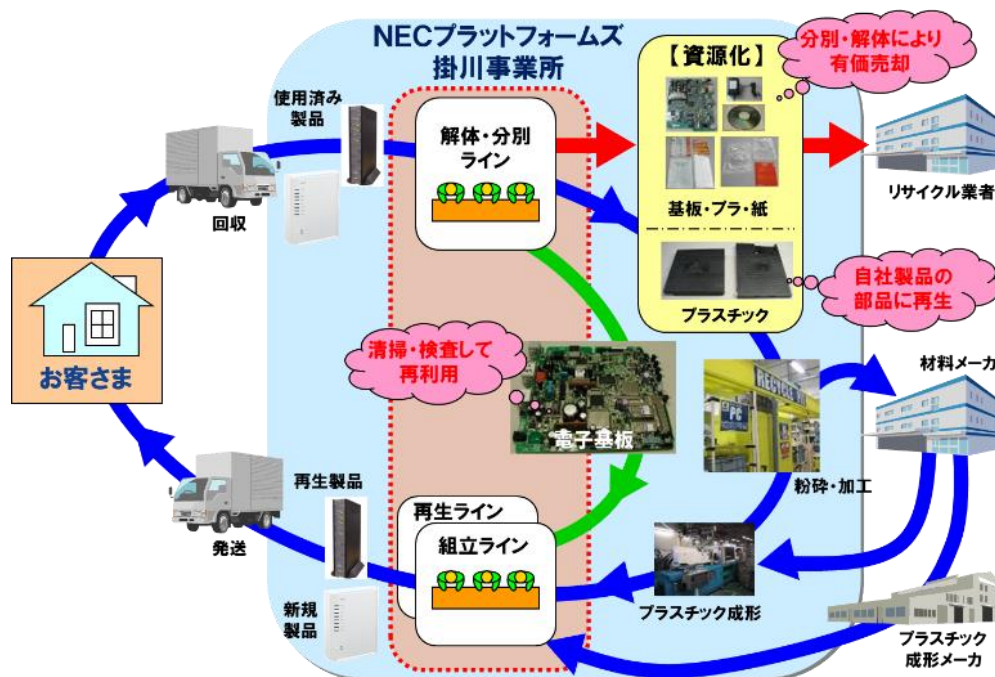 NECプラットフォームズ
掛川事業所
【資源化】
分別・解体により
有価売却
使用済み
製品
解体・分別
ライン
回収
基板・プラ・紙
リサイクル業者
プラスチック
自社製品の
部品に再生
お客さま
清掃・検査して
再利用
電子基板
RECYCLE
PC
材料メーカ
粉砕・加工
再生製品
発送
再生ライン
組立ライン
新規
製品
プラスチック成形
プラスチック
成形メーカ